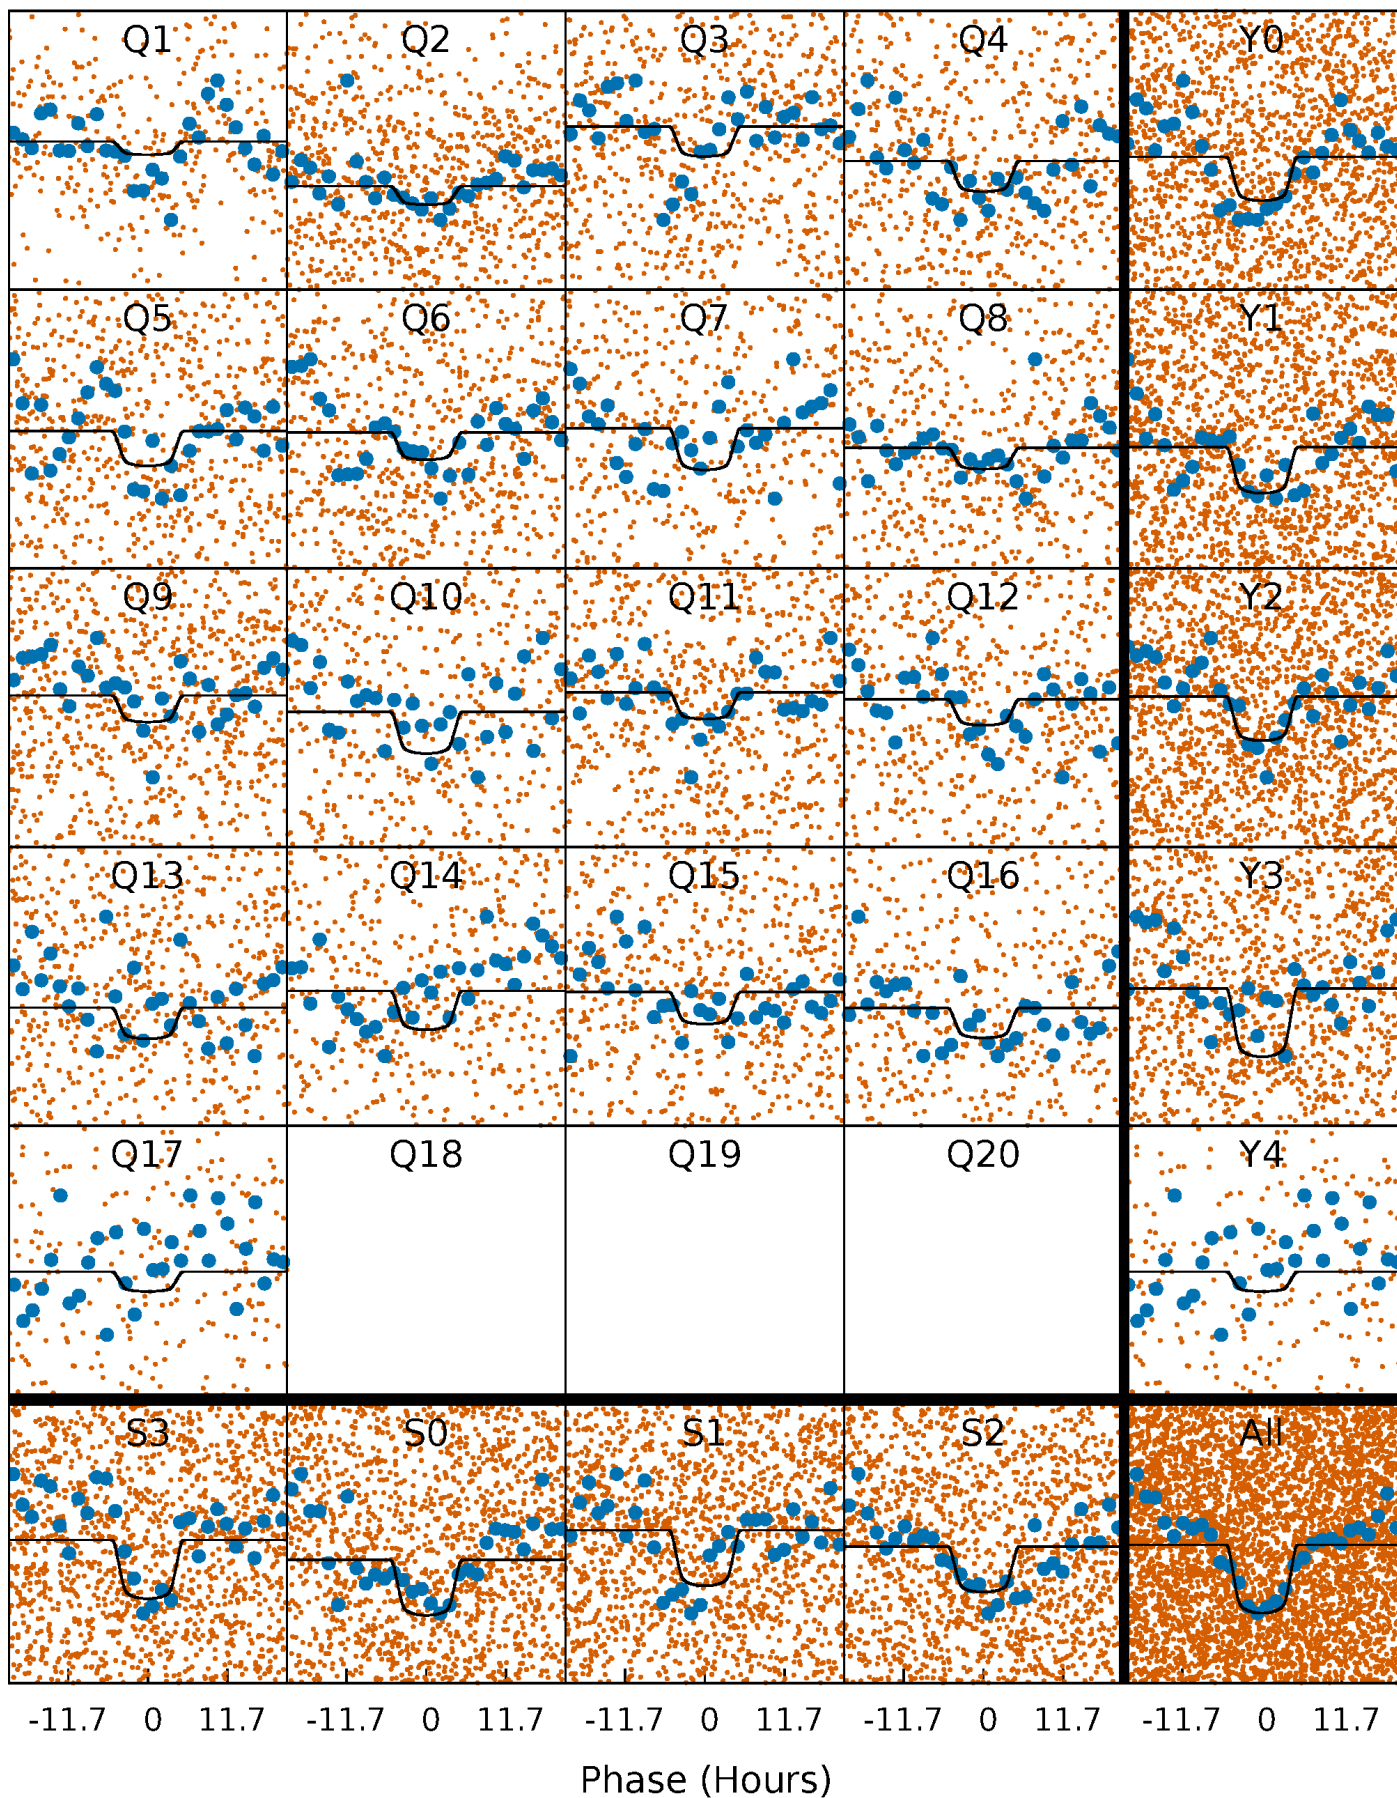 Q1 Q2 Q3 Q4 Y0
Q5 Q6 Q7 Q8 Y1
Q9 Q10 Q11 Q12 Y2
Q13 Q14 Q15 Q16 Y3
Q17 Q18 Q19 Q20 Y4
S3 S0 S1 S2 All
-11.7 0 11.7 -11.7 0 11.7 -11.7 0 11.7 -11.7 0 11.7 -11.7 0 11.7
Phase (Hours)